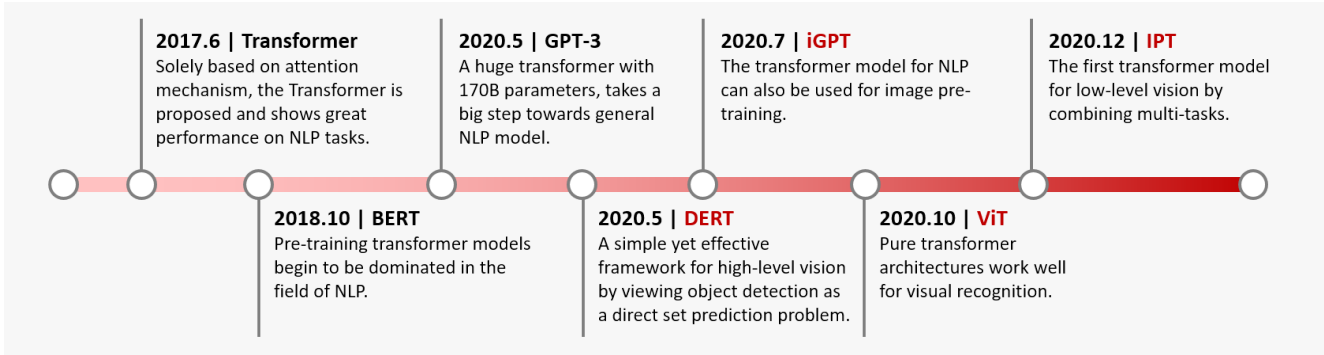 2017.6 | Transformer
Solely based on attention
mechanism, the Transformer is
proposed and shows great
performance on NLP tasks.
2018.10 | BERT
Pre-training transformer models
begin to be dominated in the
field of NLP.
2020.5 | GPT-3
A huge transformer with
170B parameters, takes a
big step towards general
NLP model.
2020.5 | DERT
A simple yet effective
framework for high-level vision
by viewing object detection as
a direct set prediction problem.
2020.7 | iGPT
The transformer model for NLP
can also be used for image pre-
training.
2020.10 | ViT
Pure transformer
architectures work well
for visual recognition.
2020.12 | IPT
The first transformer model
for low-level vision by
combining multi-tasks.